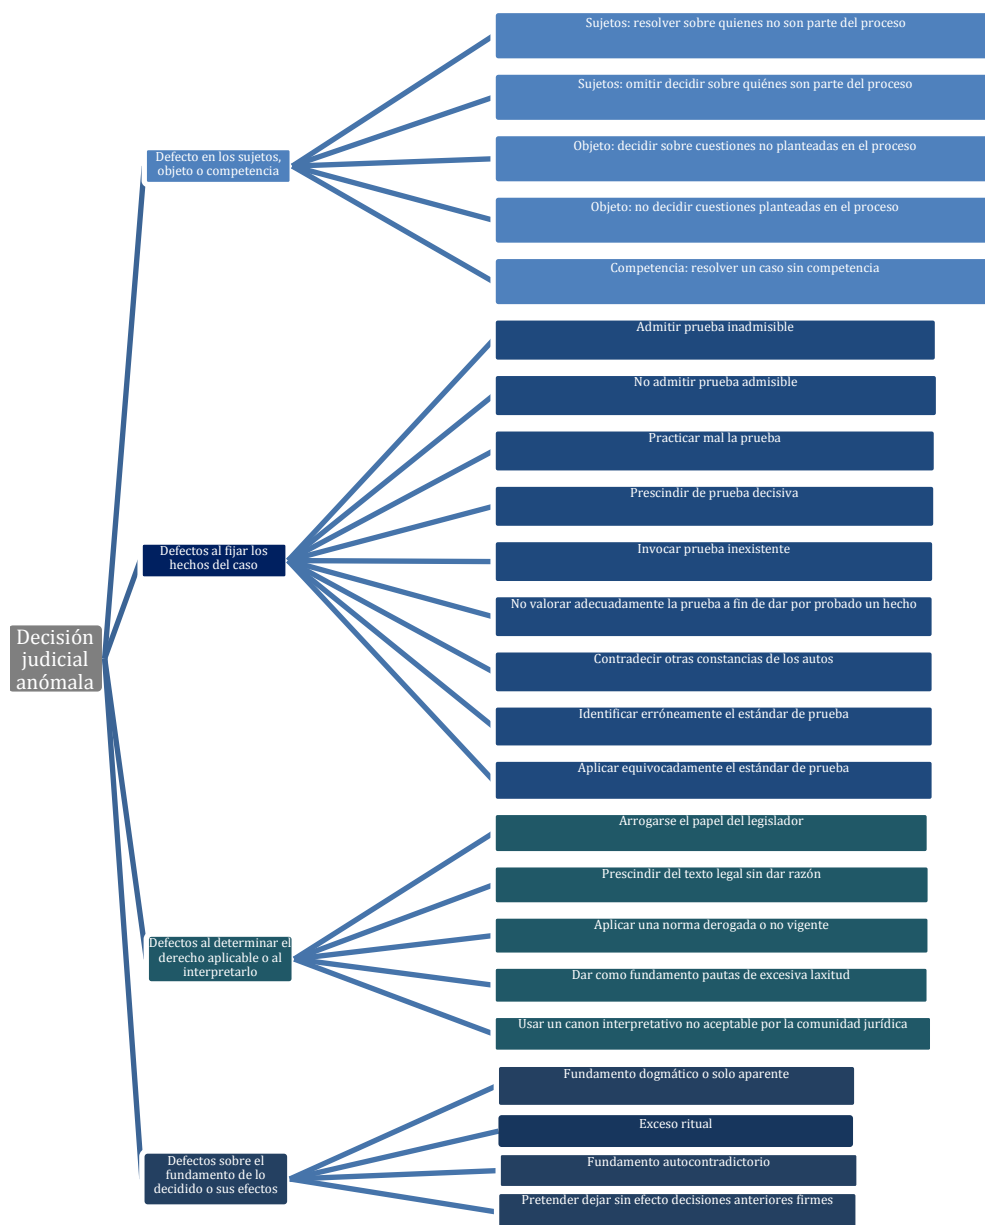 Decisión
judicial
anómala
Defecto en los sujetos,
objeto o competencia
Sujetos: resolver sobre quienes no son parte del proceso
Sujetos: omitir decidir sobre quiénes son parte del proceso
Objeto: decidir sobre cuestiones no planteadas en el proceso
Objeto: no decidir cuestiones planteadas en el proceso
Competencia: resolver un caso sin competencia
Defectos al fijar los
hechos del caso
Admitir prueba inadmisible
No admitir prueba admisible
Practicar mal la prueba
Prescindir de prueba decisiva
Invocar prueba inexistente
No valorar adecuadamente la prueba a fin de dar por probado un hecho
Contradecir otras constancias de los autos
Identificar erróneamente el estándar de prueba
Aplicar equivocadamente el estándar de prueba
Defectos al determinar el
derecho aplicable o al
interpretarlo
Arrogarse el papel del legislador
Prescindir del texto legal sin dar razón
Aplicar una norma derogada o no vigente
Dar como fundamento pautas de excesiva laxitud
Usar un canon interpretativo no aceptable por la comunidad jurídica
Defectos sobre el
fundamento de lo
decidido o sus efectos
Fundamento dogmático o solo aparente
Exceso ritual
Fundamento autocontradictorio
Pretender dejar sin efecto decisiones anteriores firmes